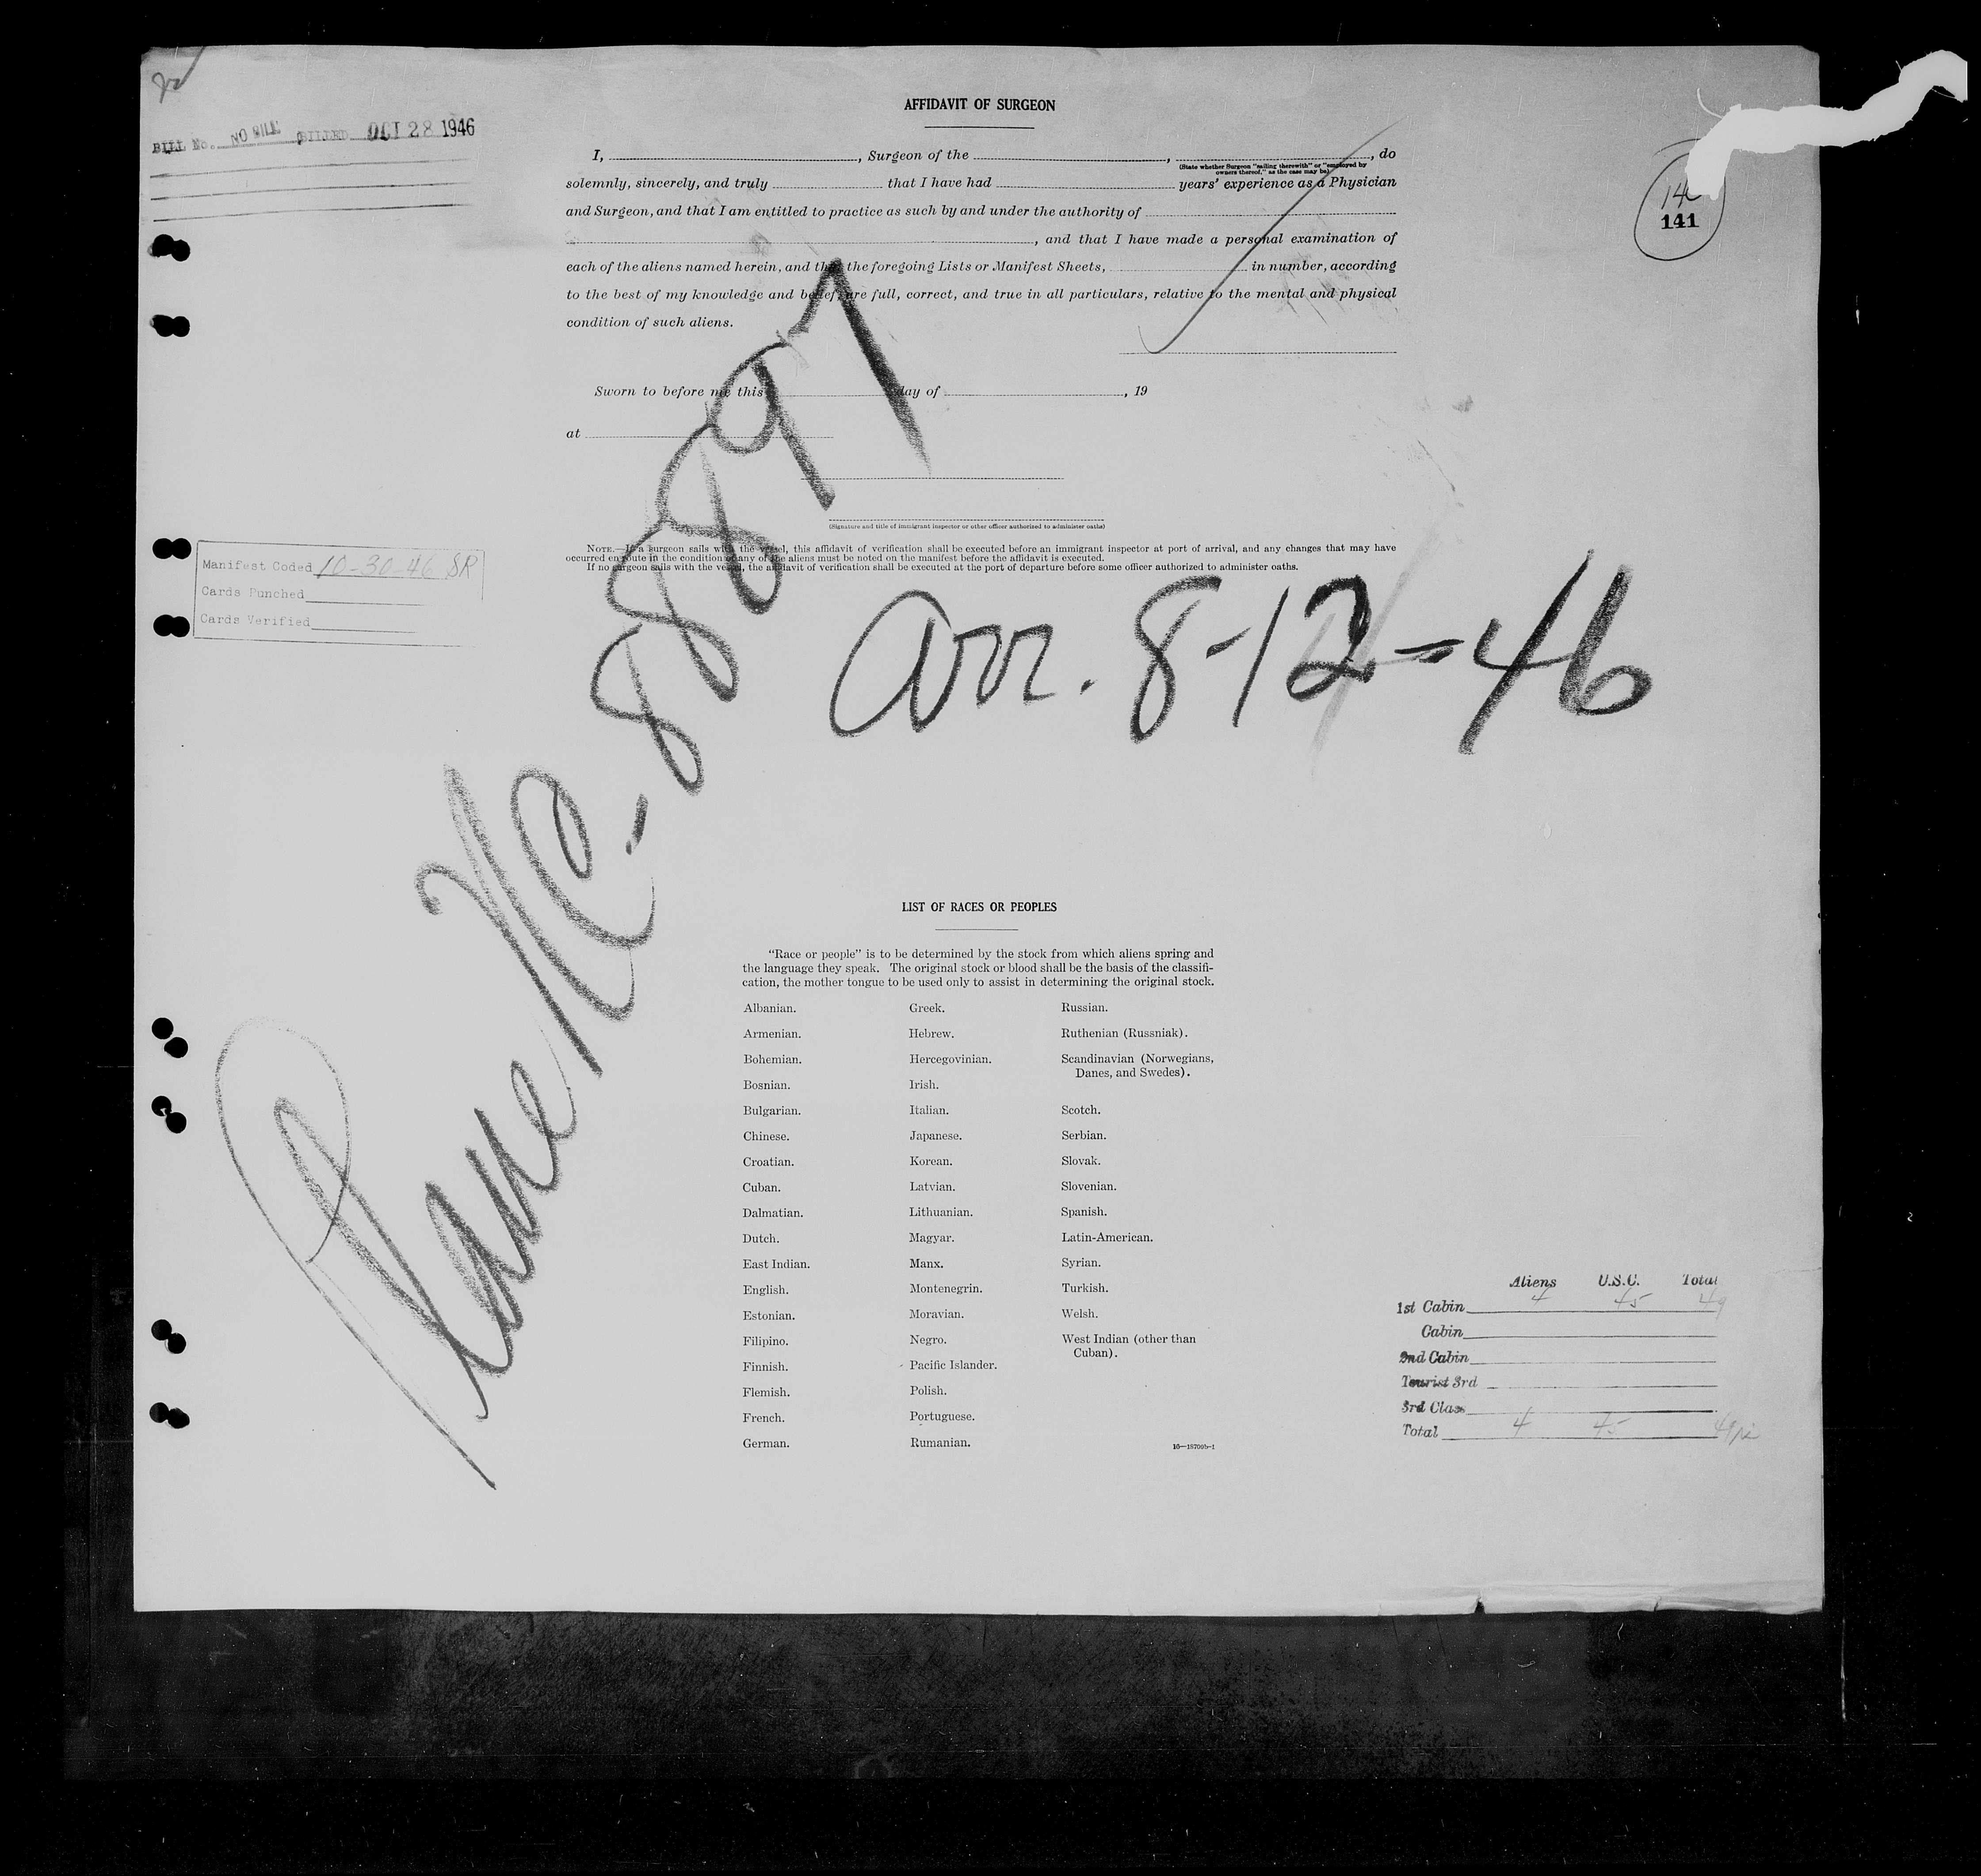 BILL No. NO BILL BILLED OCT 28 1946
AFFIDAVIT OF SURGEON
141
I, , Surgeon of the , , do
(State whether Surgeon "sailing therewith" or "employed by
owners thereof," as the case may be)
solemnly, sincerely, and truly that I have had years' experience as a Physician
and Surgeon, and that I am entitled to practice as such by and under the authority of
, and that I have made a personal examination of
each of the aliens named herein, and that the foregoing Lists or Manifest Sheets, in number, according
to the best of my knowledge and belief, are full, correct, and true in all particulars, relative to the mental and physical
condition of such aliens.
Sworn to before me this day of , 19
at
(Signature and title of immigrant inspector or other officer authorized to administer oaths)
NOTE.—If a surgeon sails with the vessel, this affidavit of verification shall be executed before an immigrant inspector at port of arrival, and any changes that may have
occurred en route in the condition of any of the aliens must be noted on the manifest before the affidavit is executed.
If no surgeon sails with the vessel, the affidavit of verification shall be executed at the port of departure before some officer authorized to administer oaths.
Manifest Coded 10-30-46 SR
Cards Punched
Cards Verified
Plane NC-88897
arr. 8-12-46
LIST OF RACES OR PEOPLES
"Race or people" is to be determined by the stock from which aliens spring and
the language they speak. The original stock or blood shall be the basis of the classifi-
cation, the mother tongue to be used only to assist in determining the original stock.
Albanian. Greek. Russian.
Armenian. Hebrew. Ruthenian (Russniak).
Bohemian. Hercegovinian. Scandinavian (Norwegians,
Danes, and Swedes).
Bosnian. Irish.
Bulgarian. Italian. Scotch.
Chinese. Japanese. Serbian.
Croatian. Korean. Slovak.
Cuban. Latvian. Slovenian.
Dalmatian. Lithuanian. Spanish.
Dutch. Magyar. Latin-American.
East Indian. Manx. Syrian.
English. Montenegrin. Turkish.
Estonian. Moravian. Welsh.
Filipino. Negro. West Indian (other than
Cuban).
Finnish. Pacific Islander.
Flemish. Polish.
French. Portuguese.
German. Rumanian.
Aliens U.S.C. Total
1st Cabin 4 45 49
Cabin
2nd Cabin
Tourist 3rd
3rd Class
Total 4 45 49